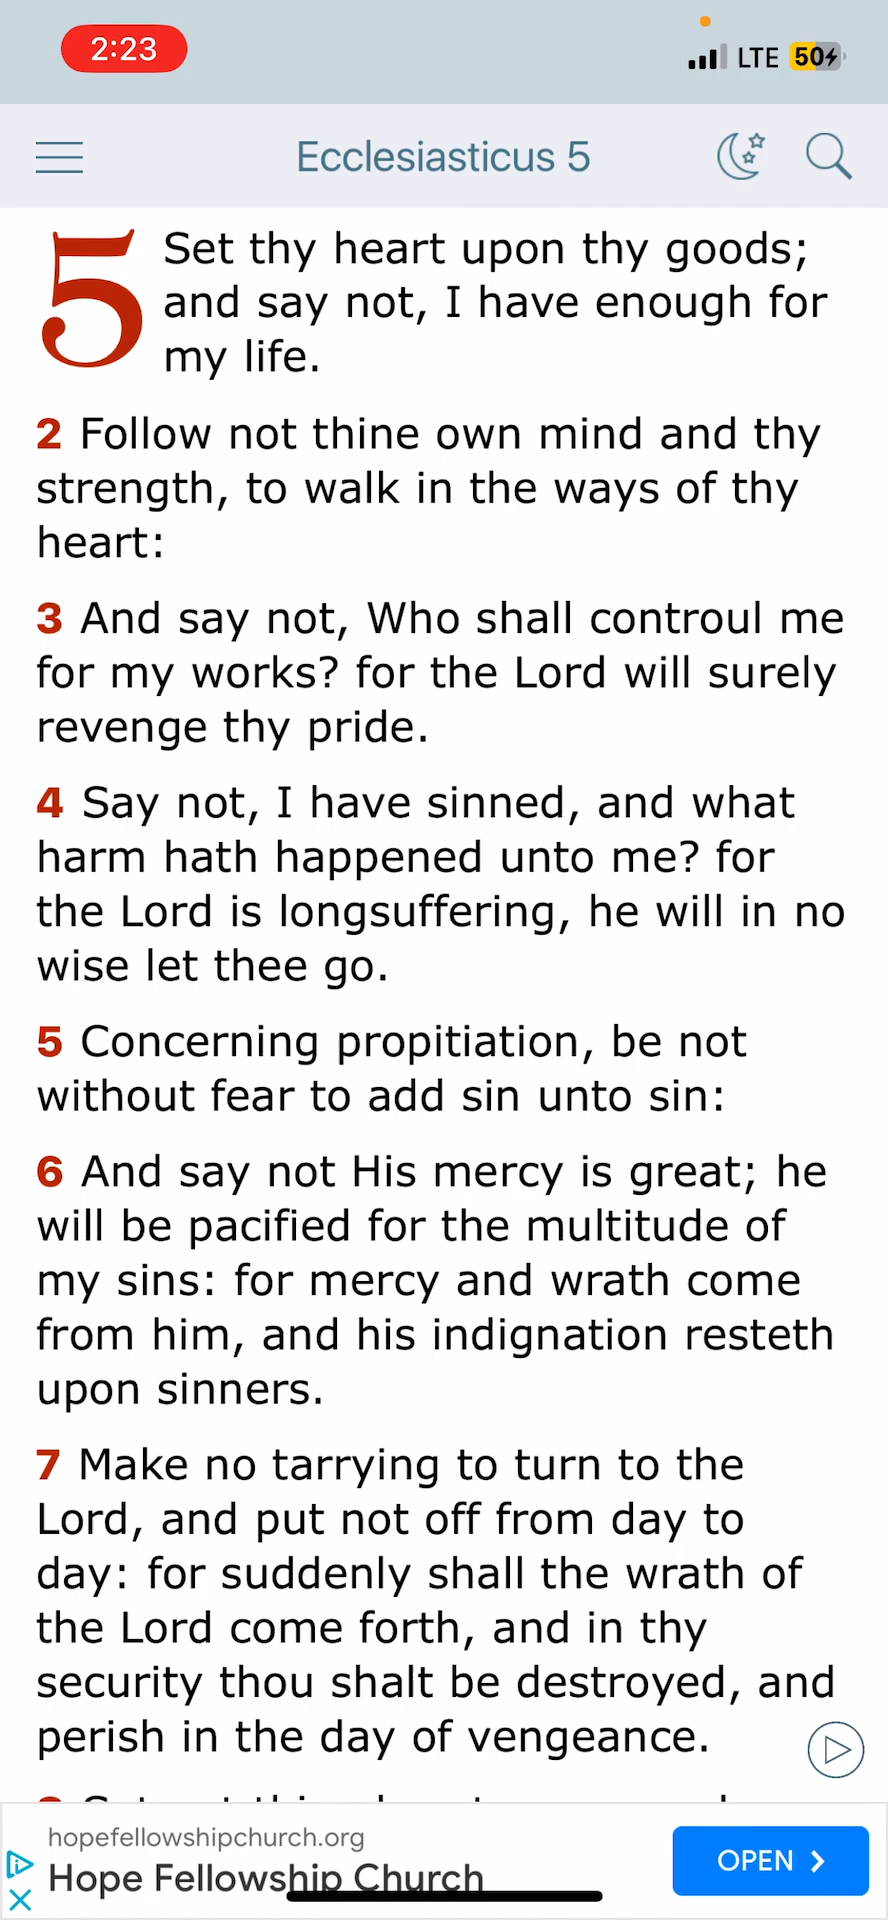 2:23
LTE 50
Ecclesiasticus 5
5 Set thy heart upon thy goods;
and say not, I have enough for
my life.
2 Follow not thine own mind and thy
strength, to walk in the ways of thy
heart:
3 And say not, Who shall controul me
for my works? for the Lord will surely
revenge thy pride.
4 Say not, I have sinned, and what
harm hath happened unto me? for
the Lord is longsuffering, he will in no
wise let thee go.
5 Concerning propitiation, be not
without fear to add sin unto sin:
6 And say not His mercy is great; he
will be pacified for the multitude of
my sins: for mercy and wrath come
from him, and his indignation resteth
upon sinners.
7 Make no tarrying to turn to the
Lord, and put not off from day to
day: for suddenly shall the wrath of
the Lord come forth, and in thy
security thou shalt be destroyed, and
perish in the day of vengeance.
hopefellowshipchurch.org
Hope Fellowship Church
OPEN